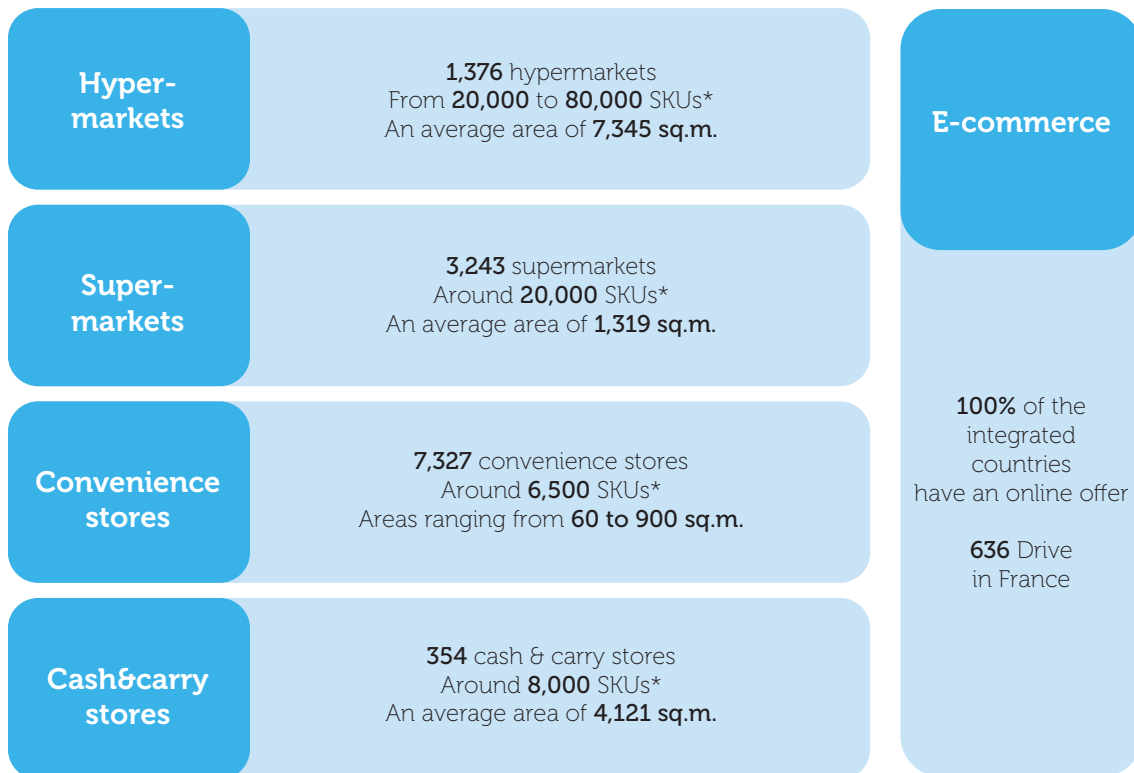 Hyper-
markets
1,376 hypermarkets
From 20,000 to 80,000 SKUs*
An average area of 7,345 sq.m.
Super-
markets
3,243 supermarkets
Around 20,000 SKUs*
An average area of 1,319 sq.m.
Convenience
stores
7,327 convenience stores
Around 6,500 SKUs*
Areas ranging from 60 to 900 sq.m.
Cash&carry
stores
354 cash & carry stores
Around 8,000 SKUs*
An average area of 4,121 sq.m.
E-commerce
100% of the
integrated
countries
have an online offer
636 Drive
in France